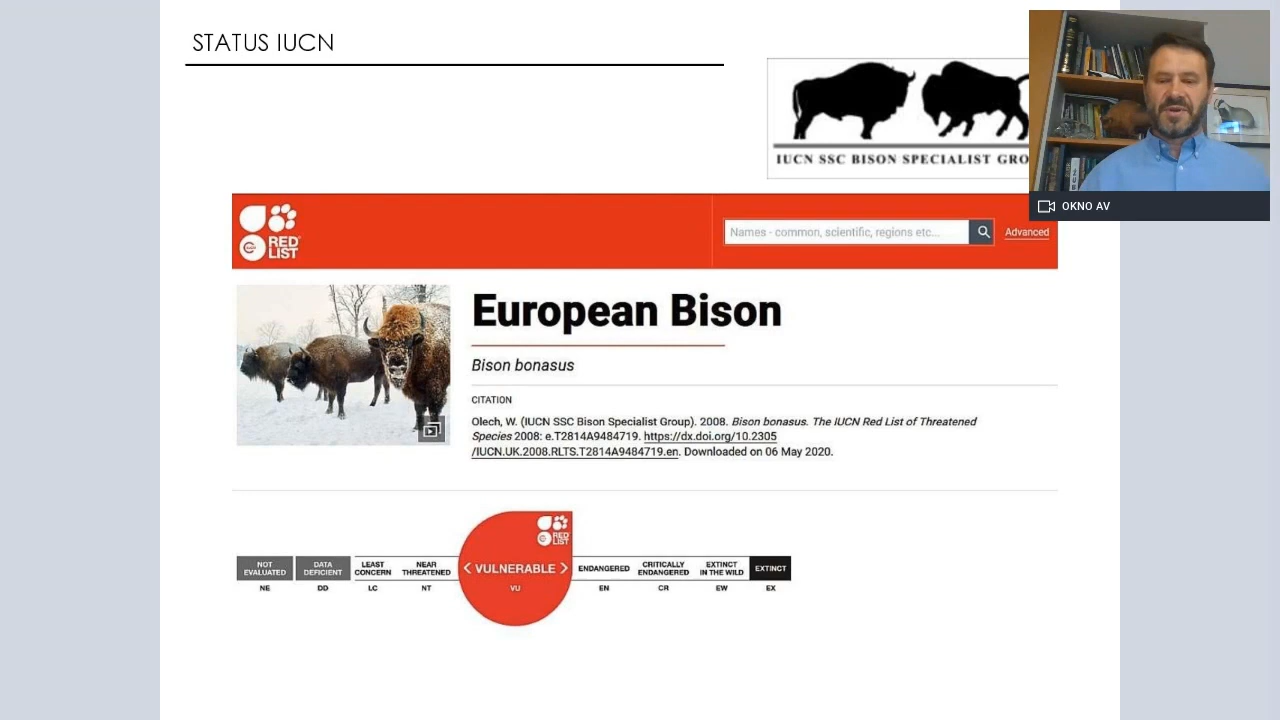 STATUS IUCN
IUCN SSC BISON SPECIALIST GRO
OKNO AV
RED
LIST
Names - common, scientific, regions etc...
Advanced
European Bison
Bison bonasus
CITATION
Olech, W. (IUCN SSC Bison Specialist Group). 2008. Bison bonasus. The IUCN Red List of Threatened
Species 2008: e.T2814A9484719. https://dx.doi.org/10.2305
/IUCN.UK.2008.RLTS.T2814A9484719.en. Downloaded on 06 May 2020.
RED
LIST
NOT
EVALUATED
NE
DATA
DEFICIENT
DD
LEAST
CONCERN
LC
NEAR
THREATENED
NT
< VULNERABLE >
VU
ENDANGERED
EN
CRITICALLY
ENDANGERED
CR
EXTINCT
IN THE WILD
EW
EXTINCT
EX